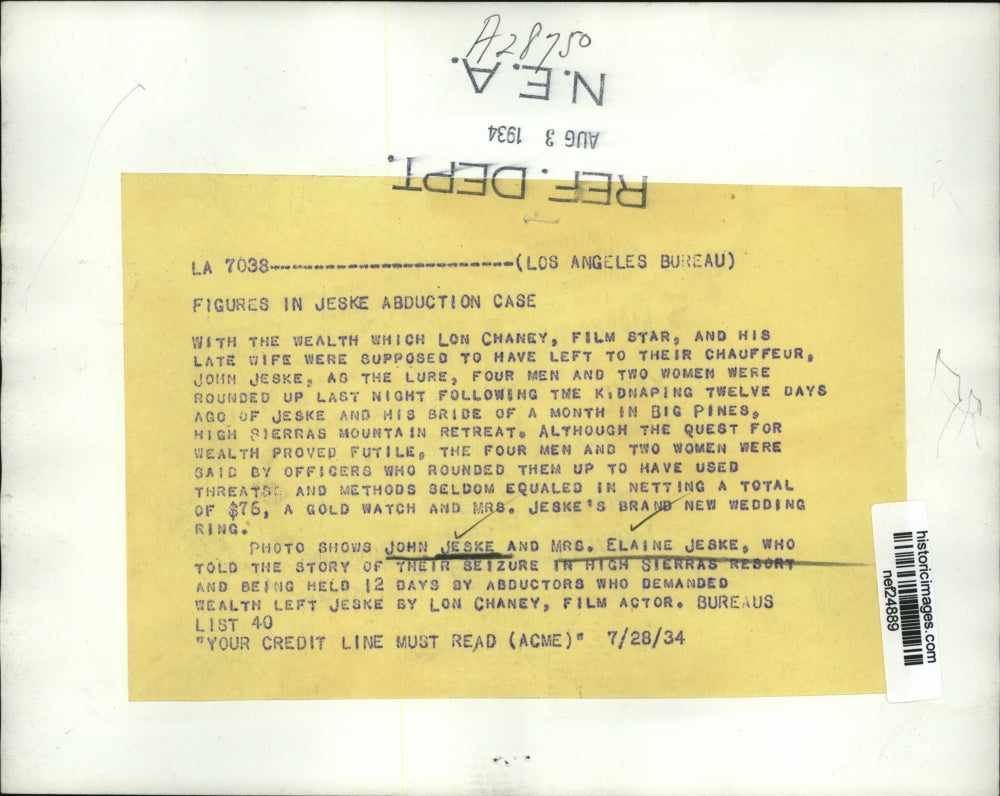 A28750
N.E.A.
AUG 3 1934
REF. DEPT.
LA 7038-------------------------(LOS ANGELES BUREAU)
FIGURES IN JESKE ABDUCTION CASE
WITH THE WEALTH WHICH LON CHANEY, FILM STAR, AND HIS
LATE WIFE WERE SUPPOSED TO HAVE LEFT TO THEIR CHAUFFEUR,
JOHN JESKE, AS THE LURE, FOUR MEN AND TWO WOMEN WERE
ROUNDED UP LAST NIGHT FOLLOWING THE KIDNAPING TWELVE DAYS
AGO OF JESKE AND HIS BRIDE OF A MONTH IN BIG PINES,
HIGH SIERRAS MOUNTAIN RETREAT. ALTHOUGH THE QUEST FOR
WEALTH PROVED FUTILE, THE FOUR MEN AND TWO WOMEN WERE
SAID BY OFFICERS WHO ROUNDED THEM UP TO HAVE USED
THREATS AND METHODS SELDOM EQUALED IN NETTING A TOTAL
OF $76, A GOLD WATCH AND MRS. JESKE'S BRAND NEW WEDDING
RING.
PHOTO SHOWS JOHN JESKE AND MRS. ELAINE JESKE, WHO
TOLD THE STORY OF THEIR SEIZURE IN HIGH SIERRAS RESORT
AND BEING HELD 12 DAYS BY ABDUCTORS WHO DEMANDED
WEALTH LEFT JESKE BY LON CHANEY, FILM ACTOR. BUREAUS
LIST 40
"YOUR CREDIT LINE MUST READ (ACME)" 7/28/34
historicimages.com
nef24889